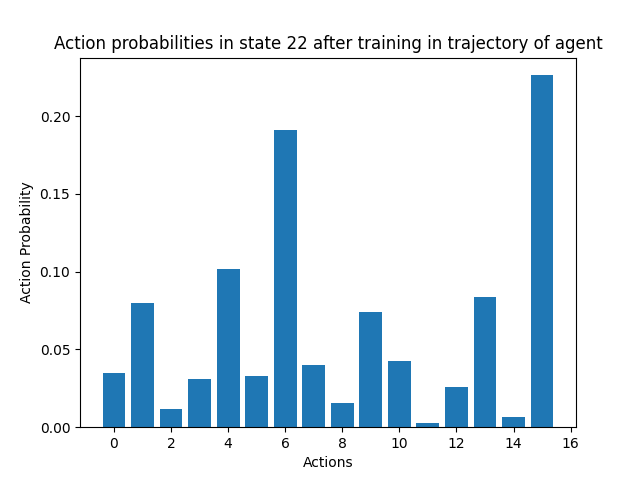 Action probabilities in state 22 after training in trajectory of agent
0.20
0.15
0.10
0.05
0.00
Action Probability
0 2 4 6 8 10 12 14 16
Actions